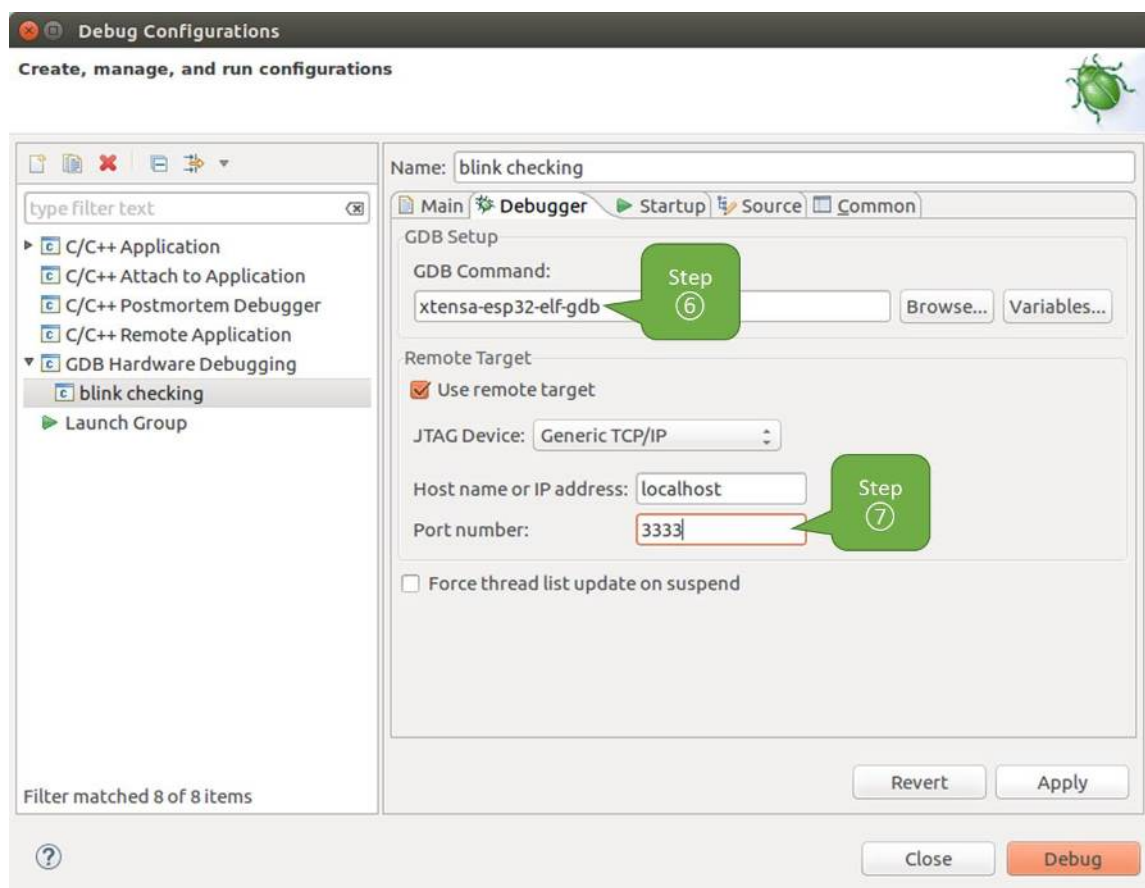 Debug Configurations
Create, manage, and run configurations
type filter text
C/C++ Application
C/C++ Attach to Application
C/C++ Postmortem Debugger
C/C++ Remote Application
GDB Hardware Debugging
blink checking
Launch Group
Filter matched 8 of 8 items
Name: blink checking
Main Debugger Startup Source Common
GDB Setup
GDB Command:
xtensa-esp32-elf-gdb
Browse... Variables...
Step
⑥
Remote Target
Use remote target
JTAG Device: Generic TCP/IP
Host name or IP address: localhost
Port number: 3333
Step
⑦
Force thread list update on suspend
Revert Apply
? Close Debug